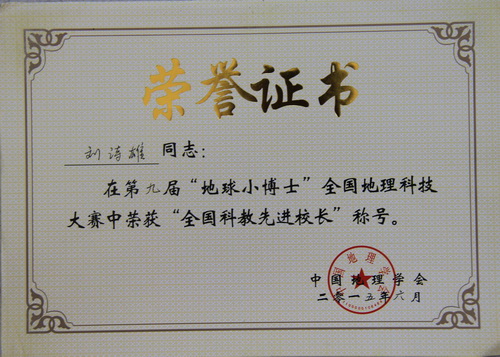 荣誉证书
刘涛雄 同志：
在第九届“地球小博士”全国地理科技
大赛中荣获“全国科教先进校长”称号。
中国地理学会
二零一五年六月